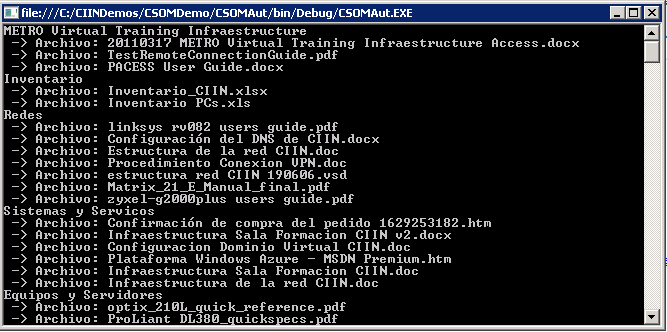 file:///C:/CIINDemos/CSOMDemo/CSOMAut/bin/Debug/CSOMAut.EXE
METRO Virtual Training Infrastructure
-> Archivo: 20110317 METRO Virtual Training Infrastructure Access.docx
-> Archivo: TestRemoteConnectionGuide.pdf
-> Archivo: PACESS User Guide.docx
Inventario
-> Archivo: Inventario_CIIN.xlsx
-> Archivo: Inventario PCs.xls
Redes
-> Archivo: linksys rv082 users guide.pdf
-> Archivo: Configuración del DNS de CIIN.docx
-> Archivo: Estructura de la red CIIN.doc
-> Archivo: Procedimiento Conexion VPN.doc
-> Archivo: estructura red CIIN 190606.vsd
-> Archivo: Matrix_21_E_Manual_final.pdf
-> Archivo: zyxel-g2000plus users guide.pdf
Sistemas y Servicos
-> Archivo: Confirmación de compra del pedido 1629253182.htm
-> Archivo: Infraestructura Sala Formacion CIIN v2.docx
-> Archivo: Configuracion Dominio Virtual CIIN.doc
-> Archivo: Plataforma Windows Azure - MSDN Premium.htm
-> Archivo: Infraestructura Sala Formacion CIIN.doc
-> Archivo: Infraestructura de la red CIIN.doc
Equipos y Servidores
-> Archivo: optix_210L_quick_reference.pdf
-> Archivo: ProLiant DL380_quickspecs.pdf